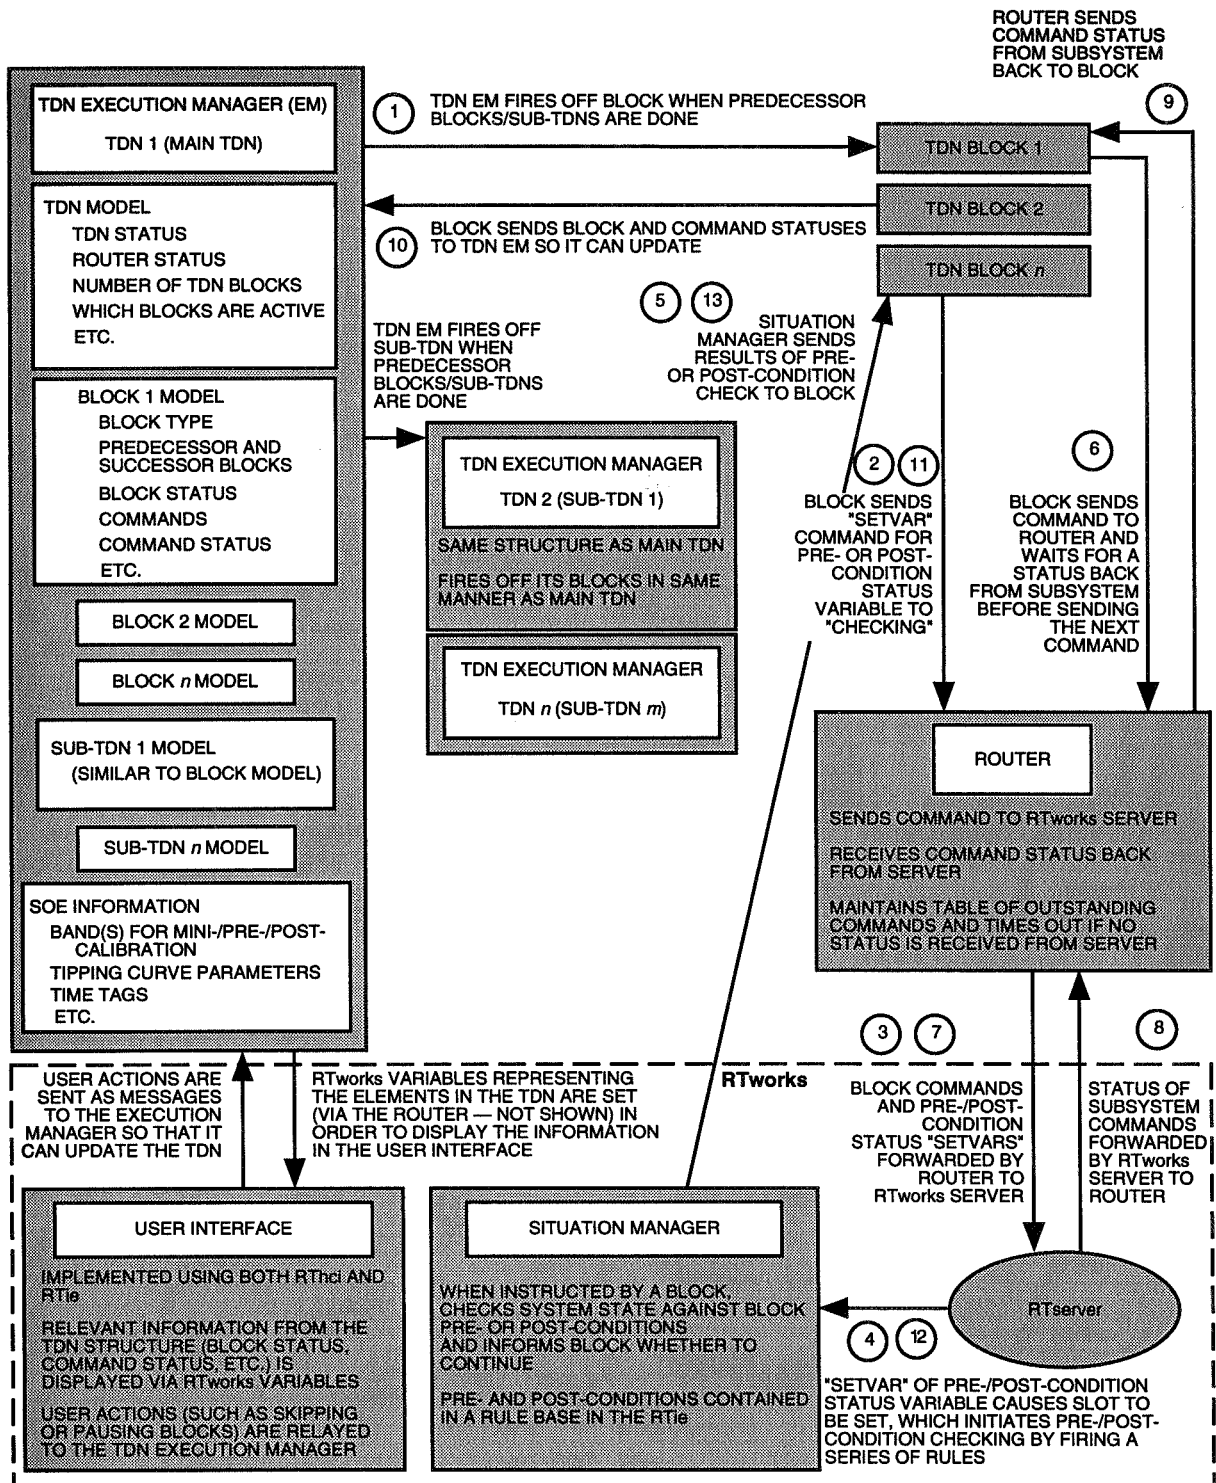 ROUTER SENDS
COMMAND STATUS
FROM SUBSYSTEM
BACK TO BLOCK
9
TDN EXECUTION MANAGER (EM)
TDN 1 (MAIN TDN)
1
TDN EM FIRES OFF BLOCK WHEN PREDECESSOR
BLOCKS/SUB-TDNS ARE DONE
TDN BLOCK 1
TDN BLOCK 2
TDN BLOCK n
10
BLOCK SENDS BLOCK AND COMMAND STATUSES
TO TDN EM SO IT CAN UPDATE
TDN MODEL
TDN STATUS
ROUTER STATUS
NUMBER OF TDN BLOCKS
WHICH BLOCKS ARE ACTIVE
ETC.
5
13
SITUATION
MANAGER SENDS
RESULTS OF PRE-
OR POST-CONDITION
CHECK TO BLOCK
TDN EM FIRES OFF
SUB-TDN WHEN
PREDECESSOR
BLOCKS/SUB-TDNS
ARE DONE
BLOCK 1 MODEL
BLOCK TYPE
PREDECESSOR AND
SUCCESSOR BLOCKS
BLOCK STATUS
COMMANDS
COMMAND STATUS
ETC.
TDN EXECUTION MANAGER
TDN 2 (SUB-TDN 1)
SAME STRUCTURE AS MAIN TDN
FIRES OFF ITS BLOCKS IN SAME
MANNER AS MAIN TDN
2
11
BLOCK SENDS
"SETVAR"
COMMAND FOR
PRE- OR POST-
CONDITION
STATUS
VARIABLE TO
"CHECKING"
6
BLOCK SENDS
COMMAND TO
ROUTER AND
WAITS FOR A
STATUS BACK
FROM SUBSYSTEM
BEFORE SENDING
THE NEXT
COMMAND
BLOCK 2 MODEL
BLOCK n MODEL
TDN EXECUTION MANAGER
TDN n (SUB-TDN m)
SUB-TDN 1 MODEL
(SIMILAR TO BLOCK MODEL)
SUB-TDN n MODEL
ROUTER
SENDS COMMAND TO RTworks SERVER
RECEIVES COMMAND STATUS BACK
FROM SERVER
MAINTAINS TABLE OF OUTSTANDING
COMMANDS AND TIMES OUT IF NO
STATUS IS RECEIVED FROM SERVER
SOE INFORMATION
BAND(S) FOR MINI-/PRE-/POST-
CALIBRATION
TIPPING CURVE PARAMETERS
TIME TAGS
ETC.
3
7
8
USER ACTIONS ARE
SENT AS MESSAGES
TO THE EXECUTION
MANAGER SO THAT IT
CAN UPDATE THE TDN
RTworks VARIABLES REPRESENTING
THE ELEMENTS IN THE TDN ARE SET
(VIA THE ROUTER — NOT SHOWN) IN
ORDER TO DISPLAY THE INFORMATION
IN THE USER INTERFACE
RTworks
BLOCK COMMANDS
AND PRE-/POST-
CONDITION
STATUS "SETVARS"
FORWARDED BY
ROUTER TO
RTworks SERVER
STATUS OF
SUBSYSTEM
COMMANDS
FORWARDED
BY RTworks
SERVER TO
ROUTER
USER INTERFACE
IMPLEMENTED USING BOTH RThci AND
RTie
RELEVANT INFORMATION FROM THE
TDN STRUCTURE (BLOCK STATUS,
COMMAND STATUS, ETC.) IS
DISPLAYED VIA RTworks VARIABLES
USER ACTIONS (SUCH AS SKIPPING
OR PAUSING BLOCKS) ARE RELAYED
TO THE TDN EXECUTION MANAGER
SITUATION MANAGER
WHEN INSTRUCTED BY A BLOCK,
CHECKS SYSTEM STATE AGAINST BLOCK
PRE- OR POST-CONDITIONS
AND INFORMS BLOCK WHETHER TO
CONTINUE
PRE- AND POST-CONDITIONS CONTAINED
IN A RULE BASE IN THE RTie
RTserver
4
12
"SETVAR" OF PRE-/POST-CONDITION
STATUS VARIABLE CAUSES SLOT TO
BE SET, WHICH INITIATES PRE-/POST-
CONDITION CHECKING BY FIRING A
SERIES OF RULES